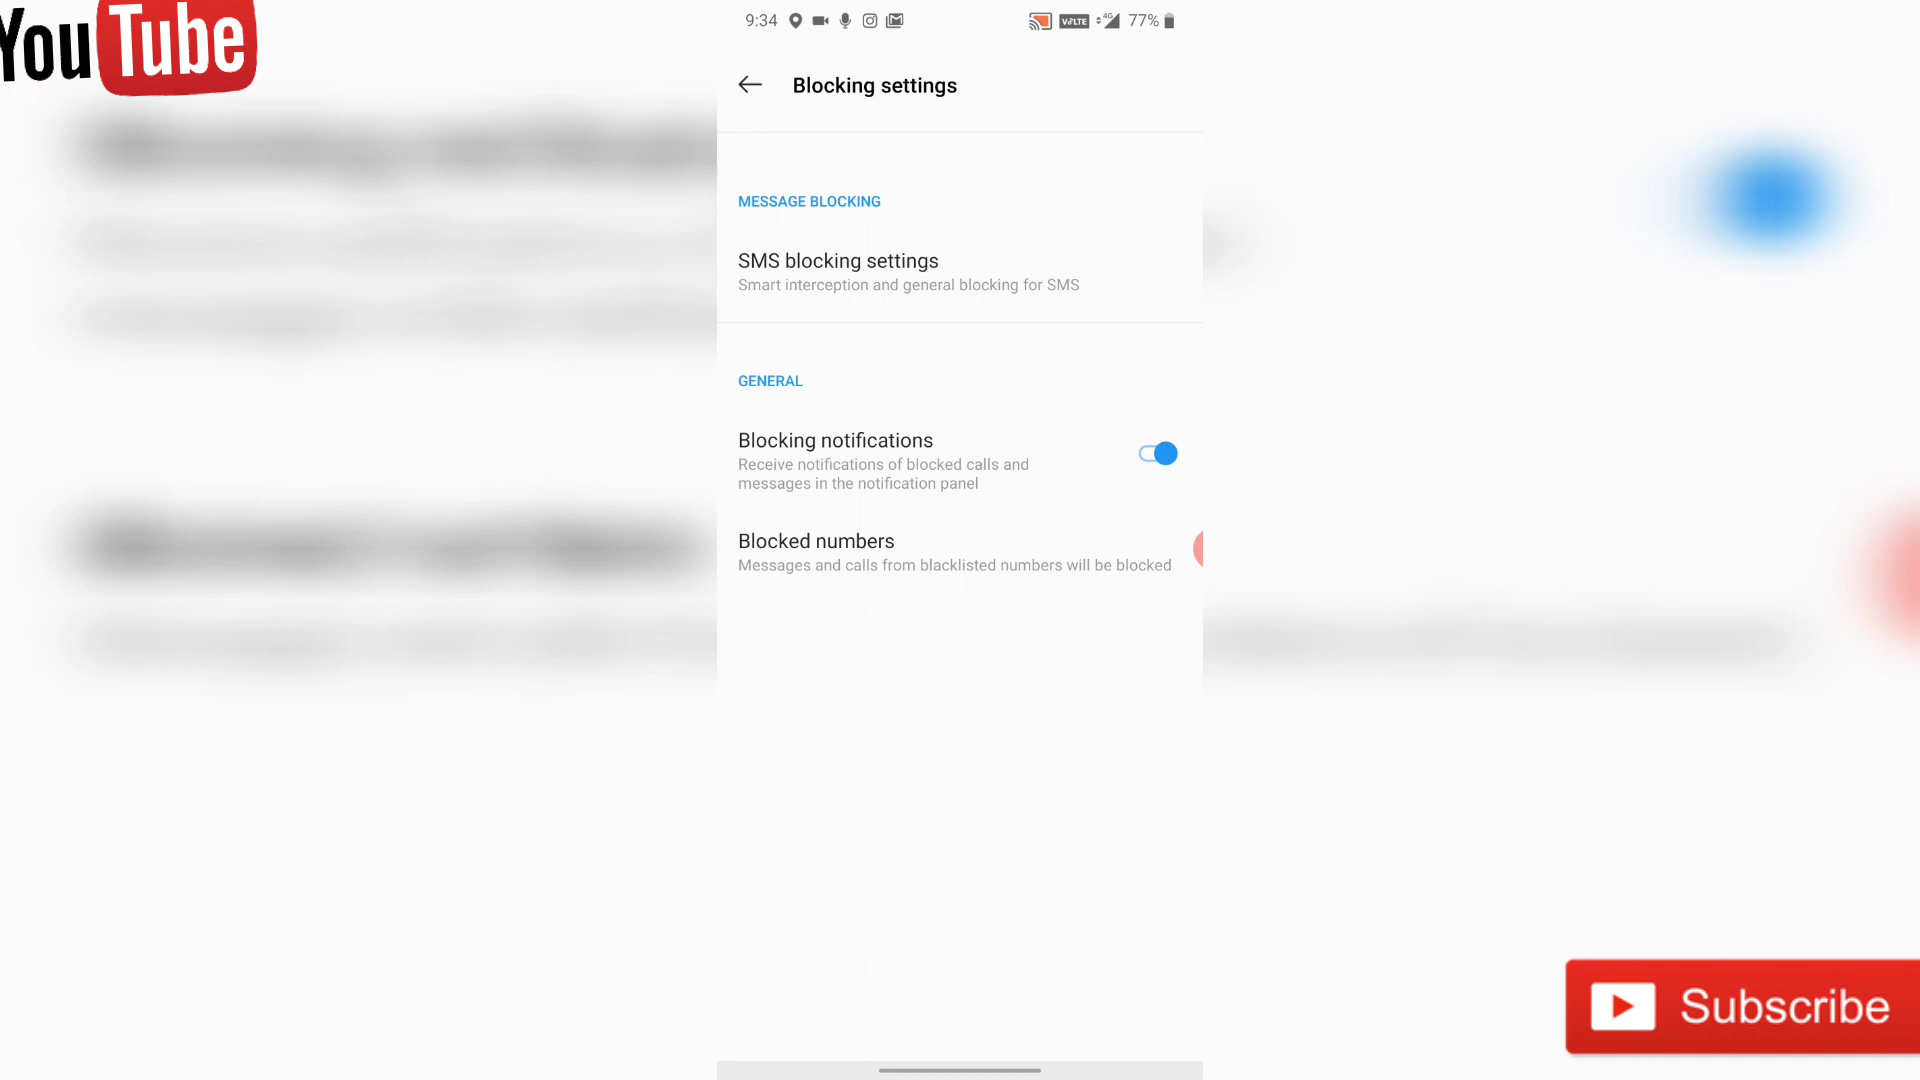 YouTube
9:34
VoLTE 4G 77%
Blocking settings
MESSAGE BLOCKING
SMS blocking settings
Smart interception and general blocking for SMS
GENERAL
Blocking notifications
Receive notifications of blocked calls and
messages in the notification panel
Blocked numbers
Messages and calls from blacklisted numbers will be blocked
Subscribe